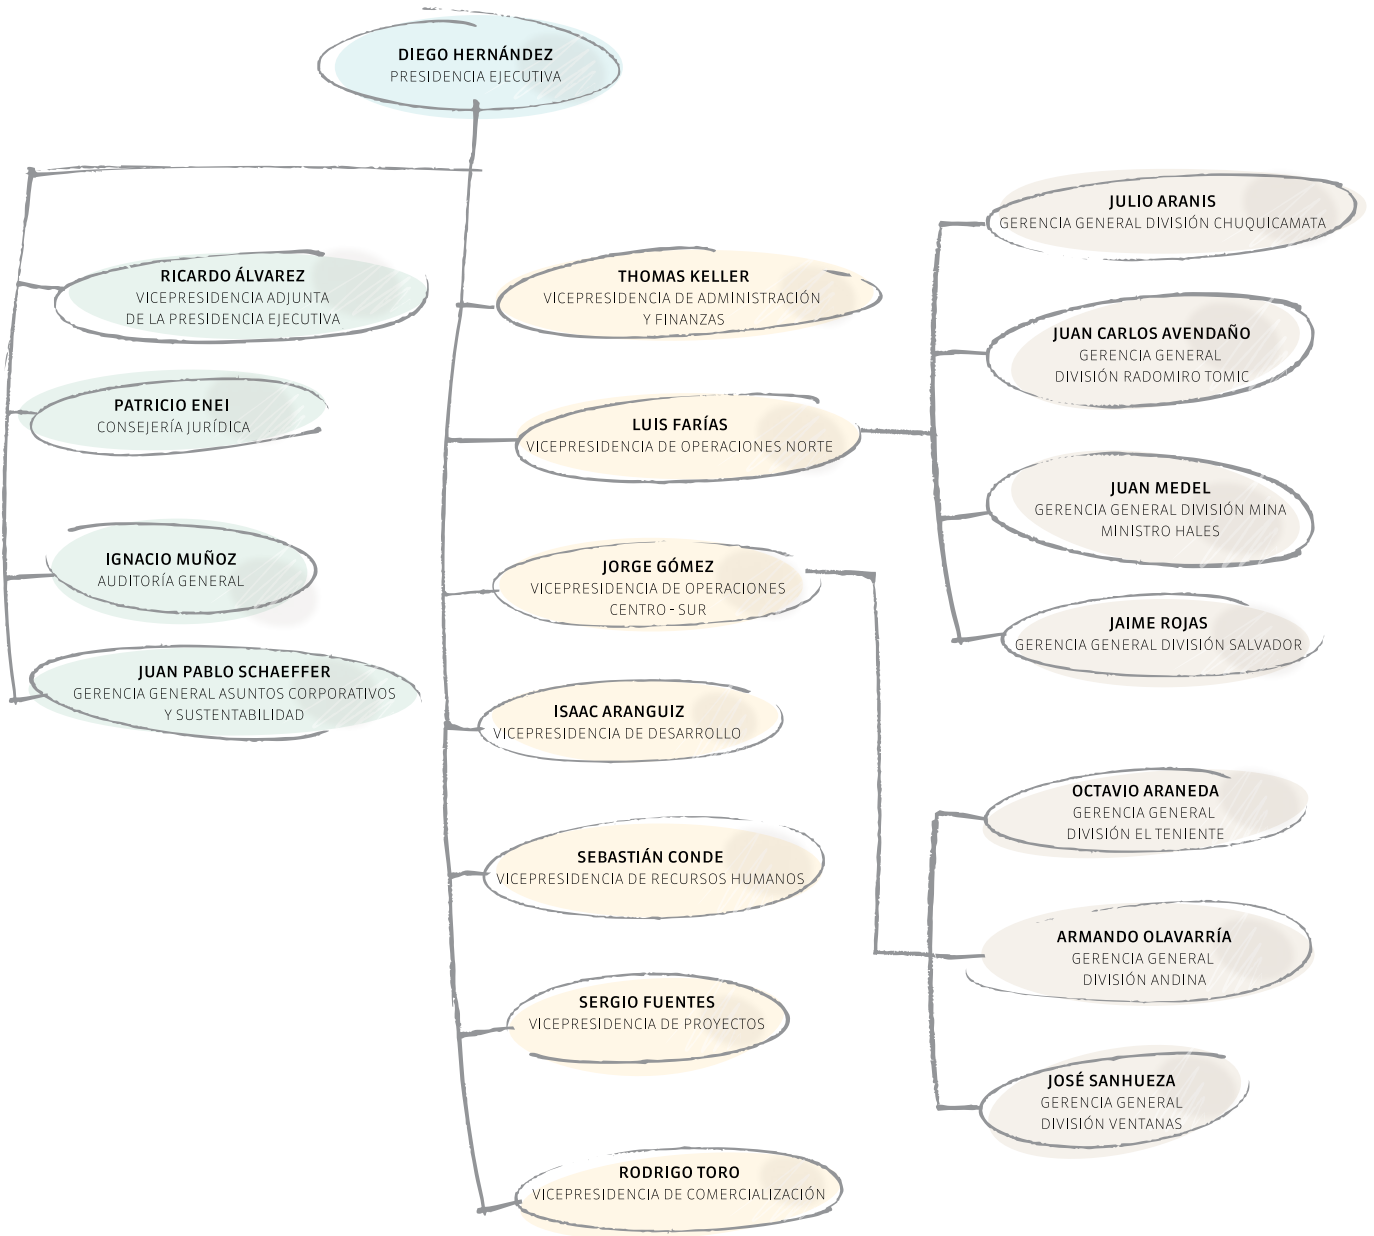 DIEGO HERNÁNDEZ
PRESIDENCIA EJECUTIVA
RICARDO ÁLVAREZ
VICEPRESIDENCIA ADJUNTA
DE LA PRESIDENCIA EJECUTIVA
PATRICIO ENEI
CONSEJERÍA JURÍDICA
IGNACIO MUÑOZ
AUDITORÍA GENERAL
JUAN PABLO SCHAEFFER
GERENCIA GENERAL ASUNTOS CORPORATIVOS
Y SUSTENTABILIDAD
THOMAS KELLER
VICEPRESIDENCIA DE ADMINISTRACIÓN
Y FINANZAS
LUIS FARÍAS
VICEPRESIDENCIA DE OPERACIONES NORTE
JORGE GÓMEZ
VICEPRESIDENCIA DE OPERACIONES
CENTRO - SUR
ISAAC ARANGUIZ
VICEPRESIDENCIA DE DESARROLLO
SEBASTIÁN CONDE
VICEPRESIDENCIA DE RECURSOS HUMANOS
SERGIO FUENTES
VICEPRESIDENCIA DE PROYECTOS
RODRIGO TORO
VICEPRESIDENCIA DE COMERCIALIZACIÓN
JULIO ARANIS
GERENCIA GENERAL DIVISIÓN CHUQUICAMATA
JUAN CARLOS AVENDAÑO
GERENCIA GENERAL
DIVISIÓN RADOMIRO TOMIC
JUAN MEDEL
GERENCIA GENERAL DIVISIÓN MINA
MINISTRO HALES
JAIME ROJAS
GERENCIA GENERAL DIVISIÓN SALVADOR
OCTAVIO ARANEDA
GERENCIA GENERAL
DIVISIÓN EL TENIENTE
ARMANDO OLAVARRÍA
GERENCIA GENERAL
DIVISIÓN ANDINA
JOSÉ SANHUEZA
GERENCIA GENERAL
DIVISIÓN VENTANAS